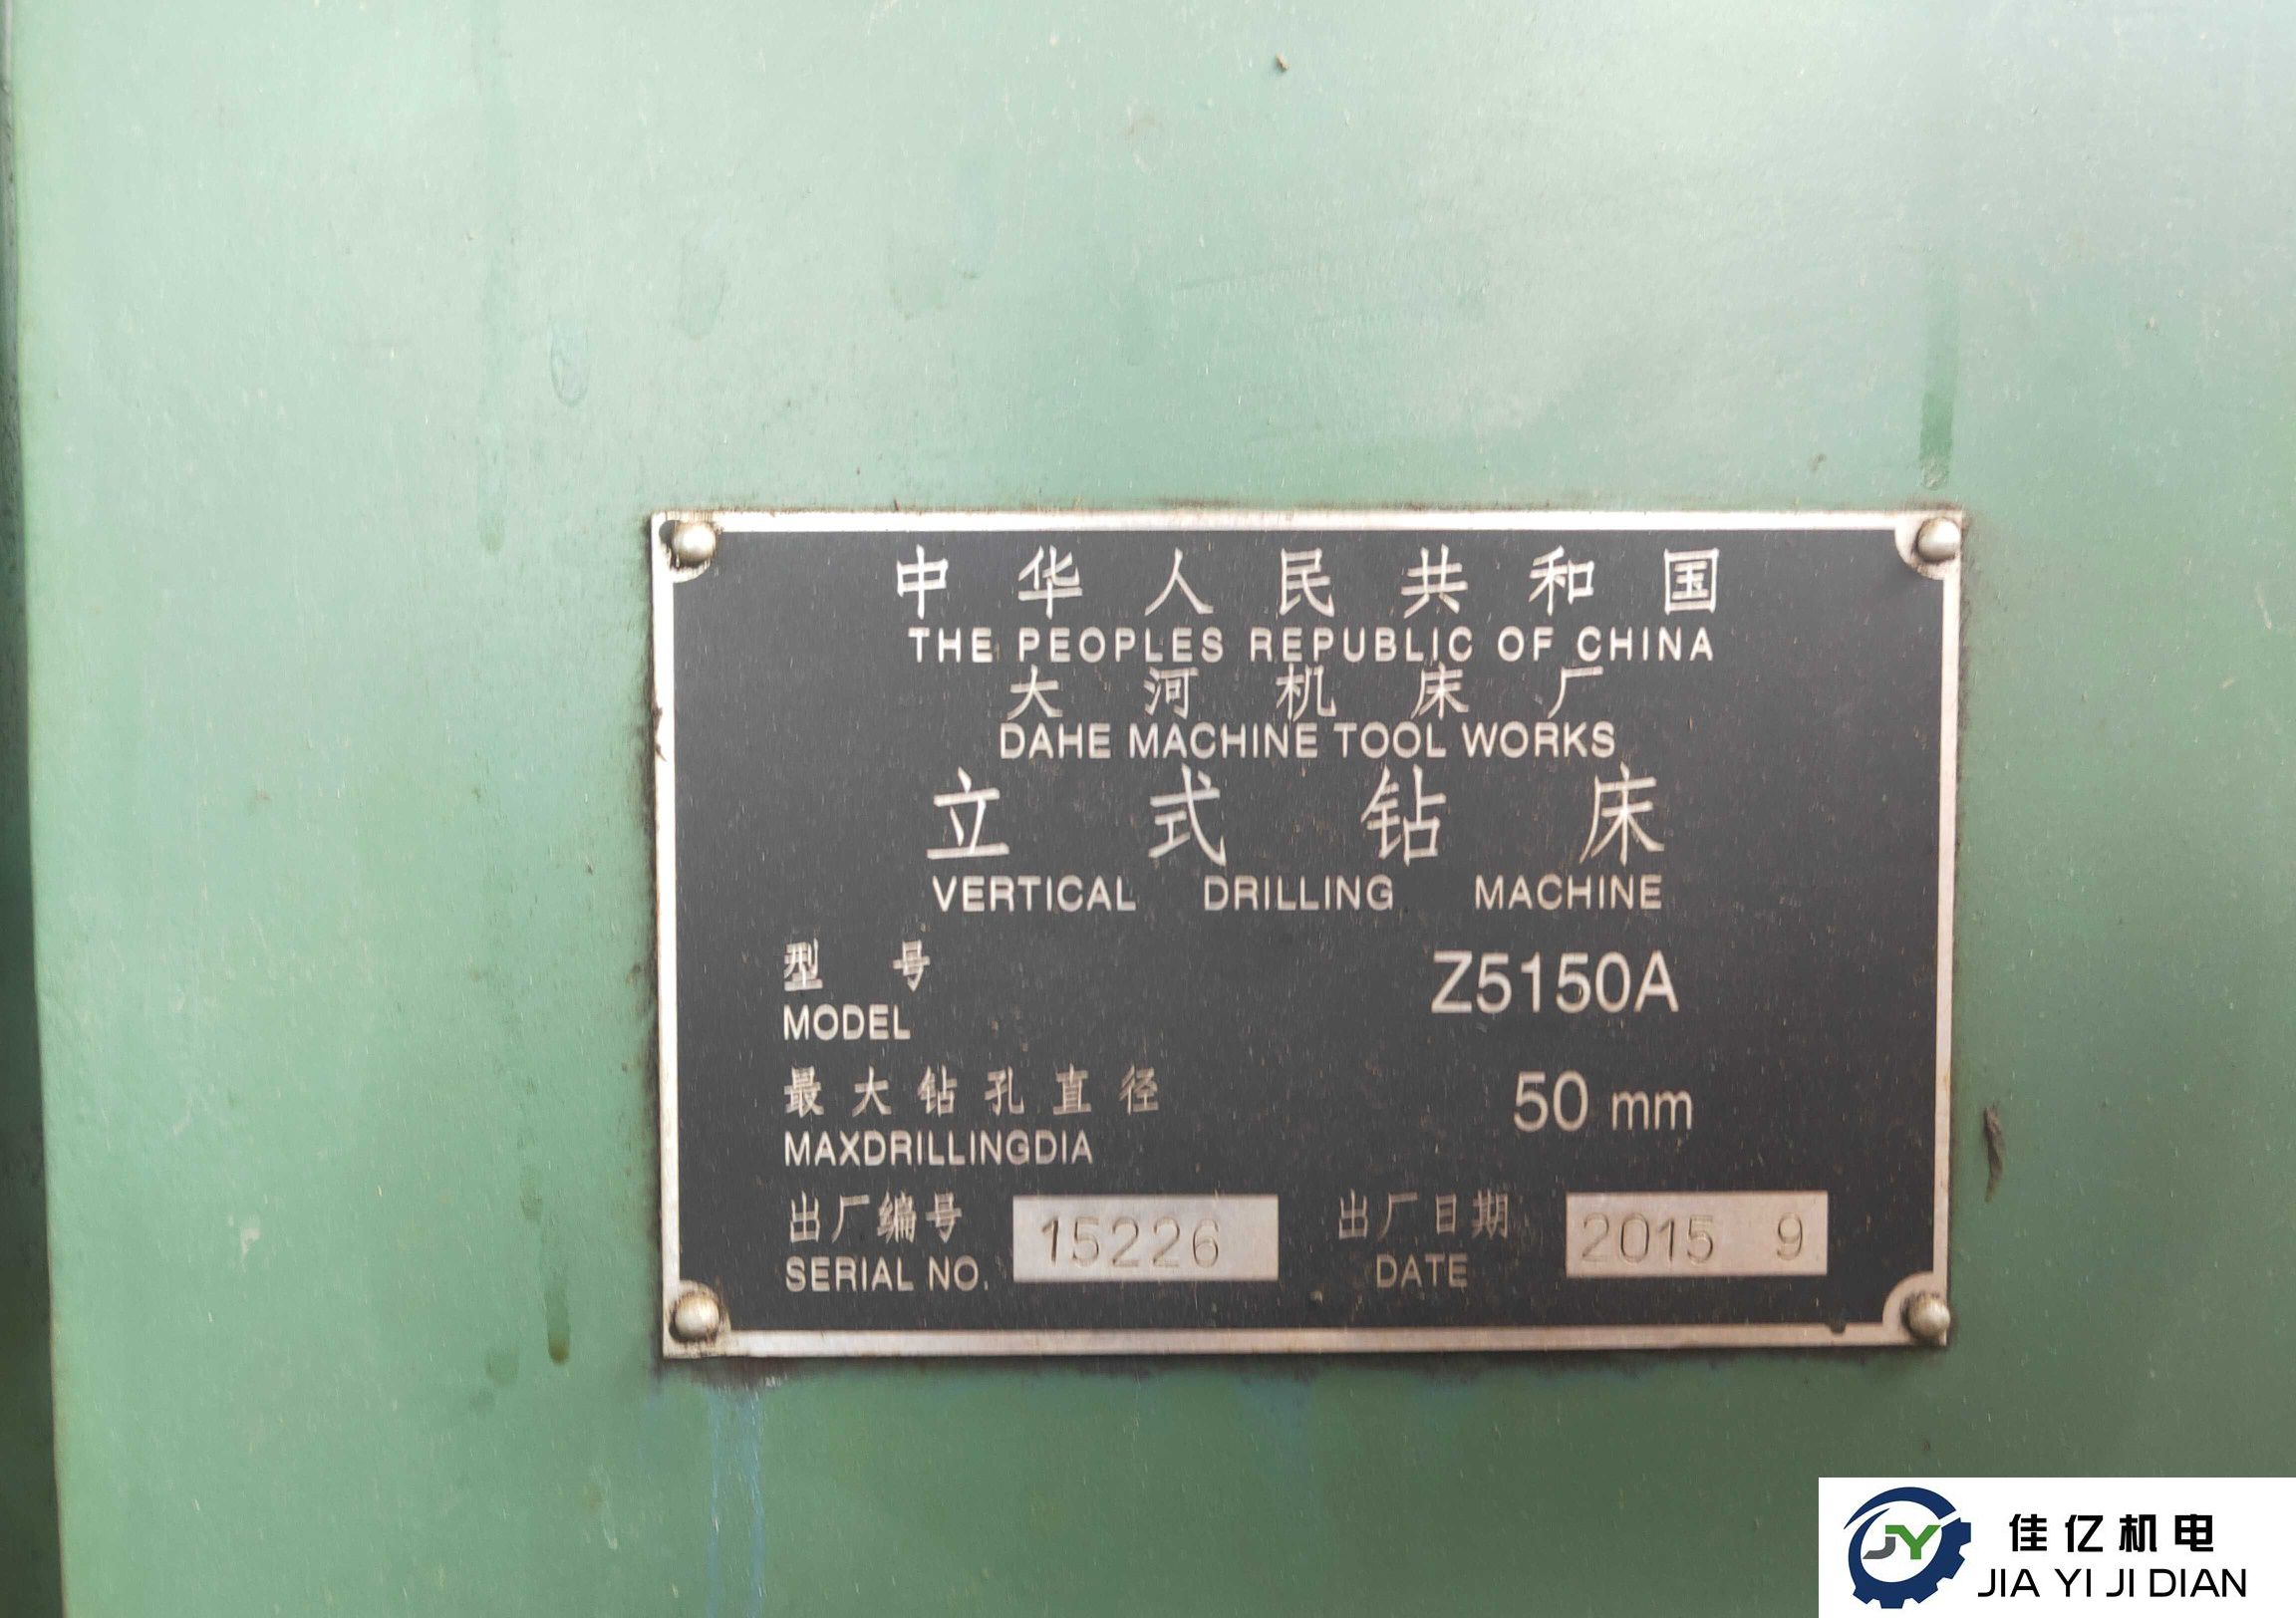 中华人民共和国
THE PEOPLES REPUBLIC OF CHINA
大河机床厂
DAHE MACHINE TOOL WORKS
立式钻床
VERTICAL DRILLING MACHINE
型号 Z5150A
MODEL
最大钻孔直径 50 mm
MAXDRILLINGDIA
出厂编号 15226 出厂日期 2015 9
SERIAL NO. DATE
JY 佳亿机电
JIA YI JI DIAN